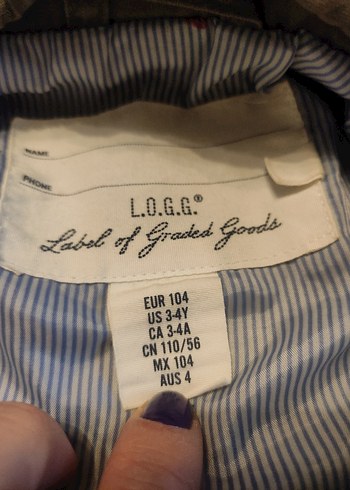 NAME
PHONE
L.O.G.G.®
Label of Graded Goods
EUR 104
US 3-4Y
CA 3-4A
CN 110/56
MX 104
AUS 4